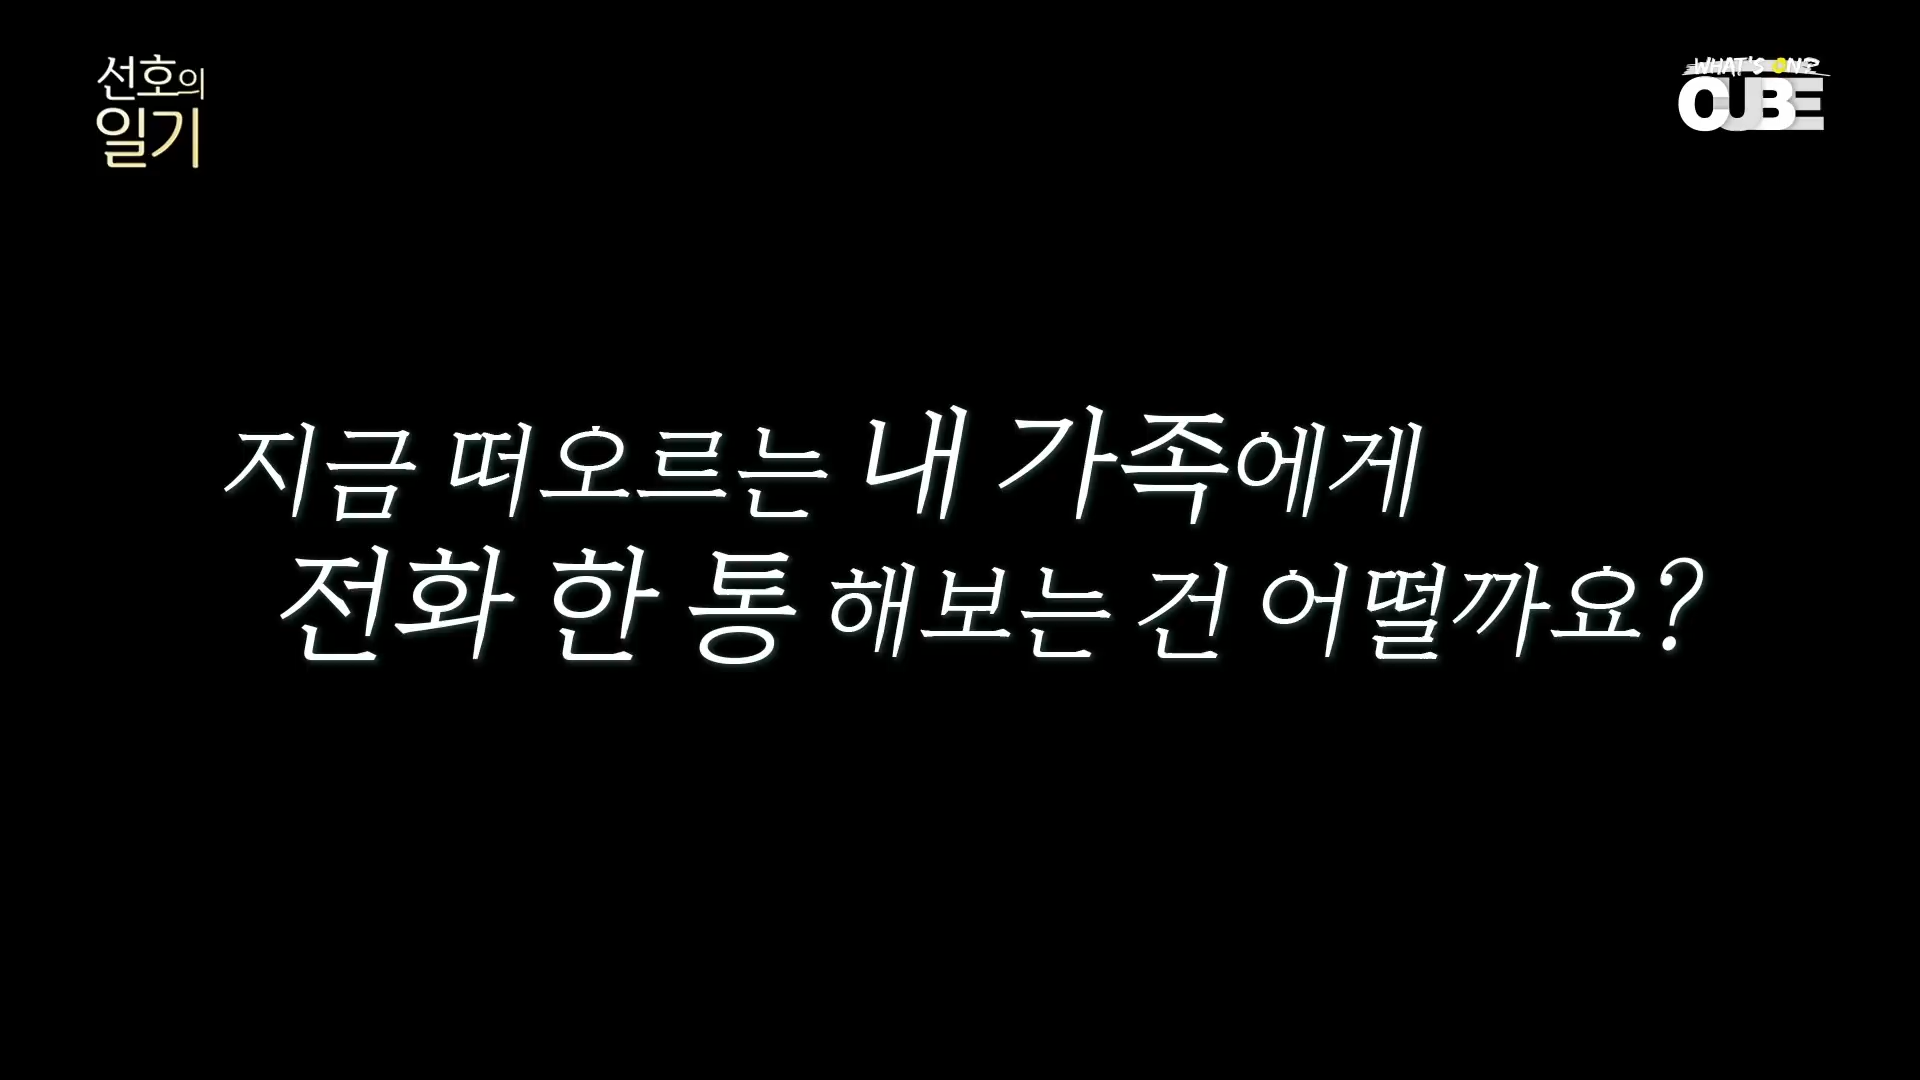 선호의
일기
WHAT'S ON?
CUBE
지금 떠오르는 내 가족에게
전화 한 통 해보는 건 어떨까요?